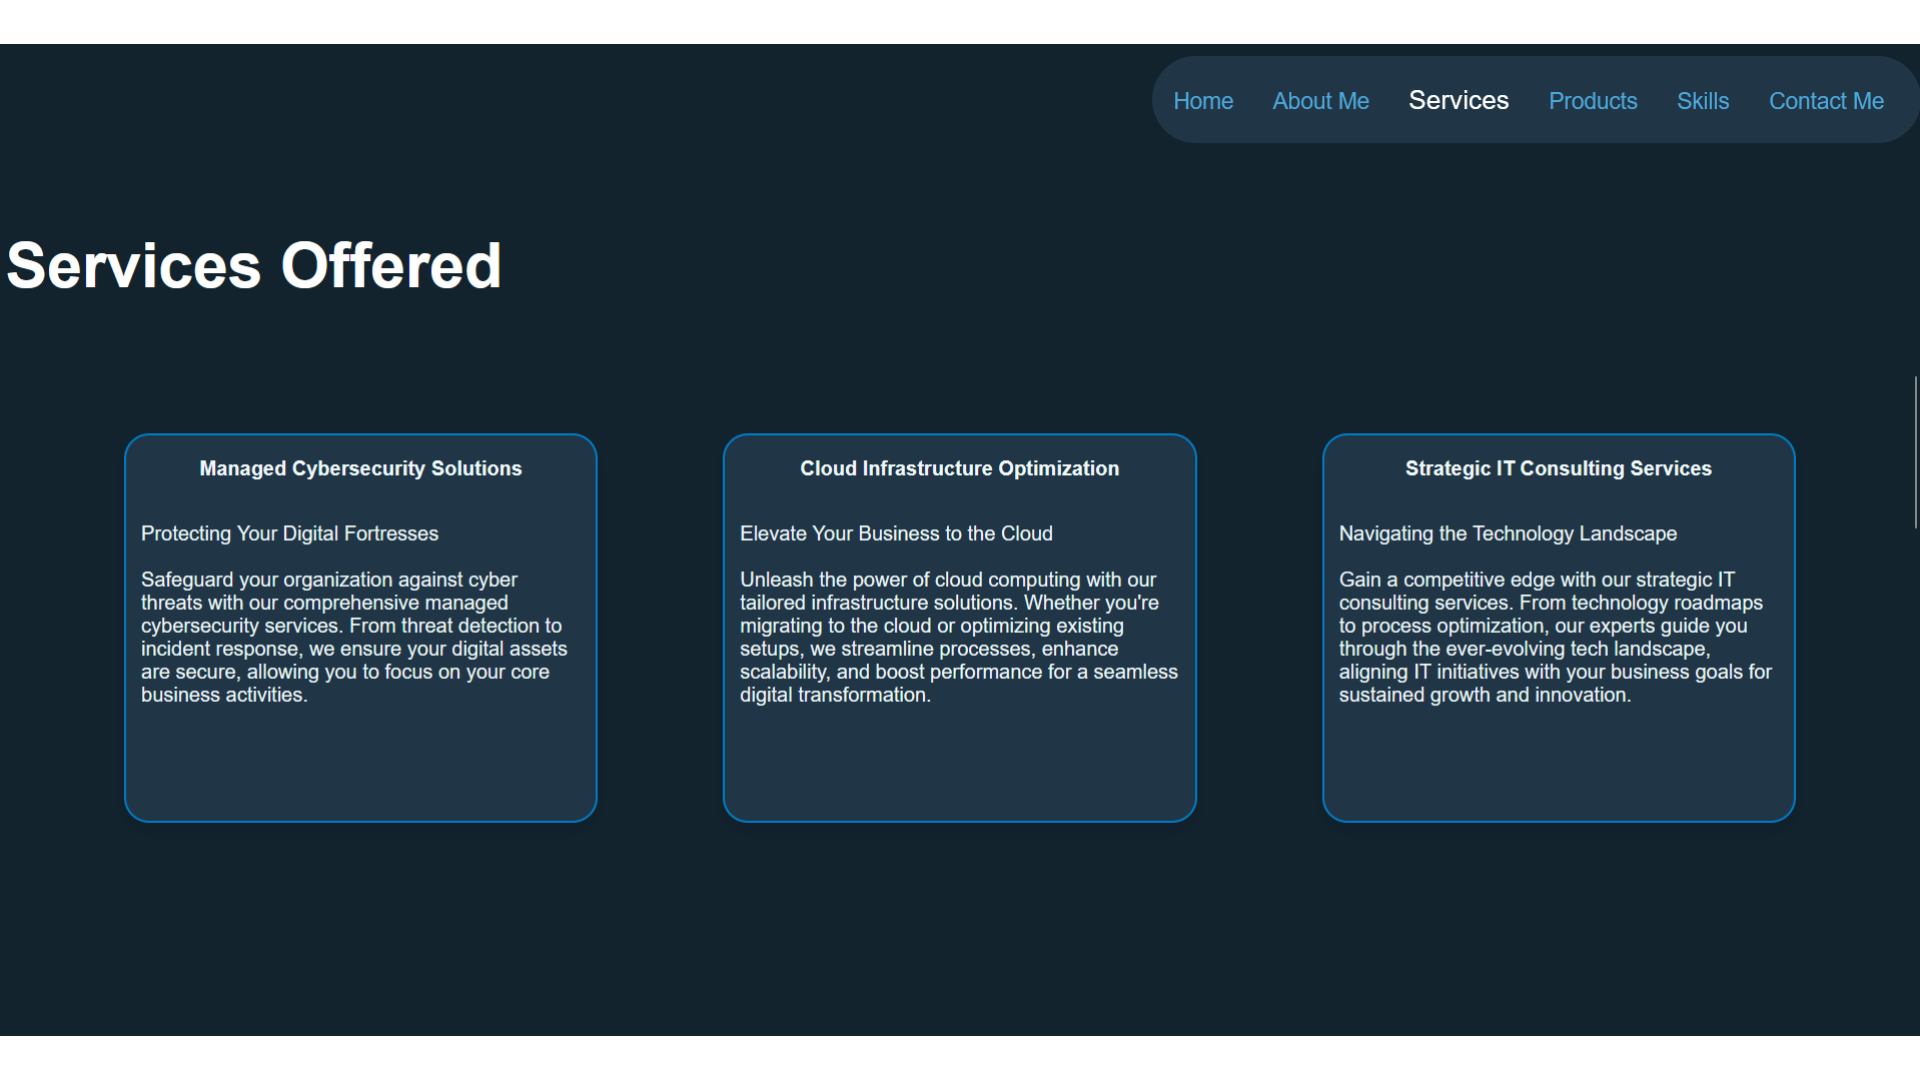 Home About Me Services Products Skills Contact Me
Services Offered
Managed Cybersecurity Solutions
Protecting Your Digital Fortresses
Safeguard your organization against cyber
threats with our comprehensive managed
cybersecurity services. From threat detection to
incident response, we ensure your digital assets
are secure, allowing you to focus on your core
business activities.
Cloud Infrastructure Optimization
Elevate Your Business to the Cloud
Unleash the power of cloud computing with our
tailored infrastructure solutions. Whether you're
migrating to the cloud or optimizing existing
setups, we streamline processes, enhance
scalability, and boost performance for a seamless
digital transformation.
Strategic IT Consulting Services
Navigating the Technology Landscape
Gain a competitive edge with our strategic IT
consulting services. From technology roadmaps
to process optimization, our experts guide you
through the ever-evolving tech landscape,
aligning IT initiatives with your business goals for
sustained growth and innovation.